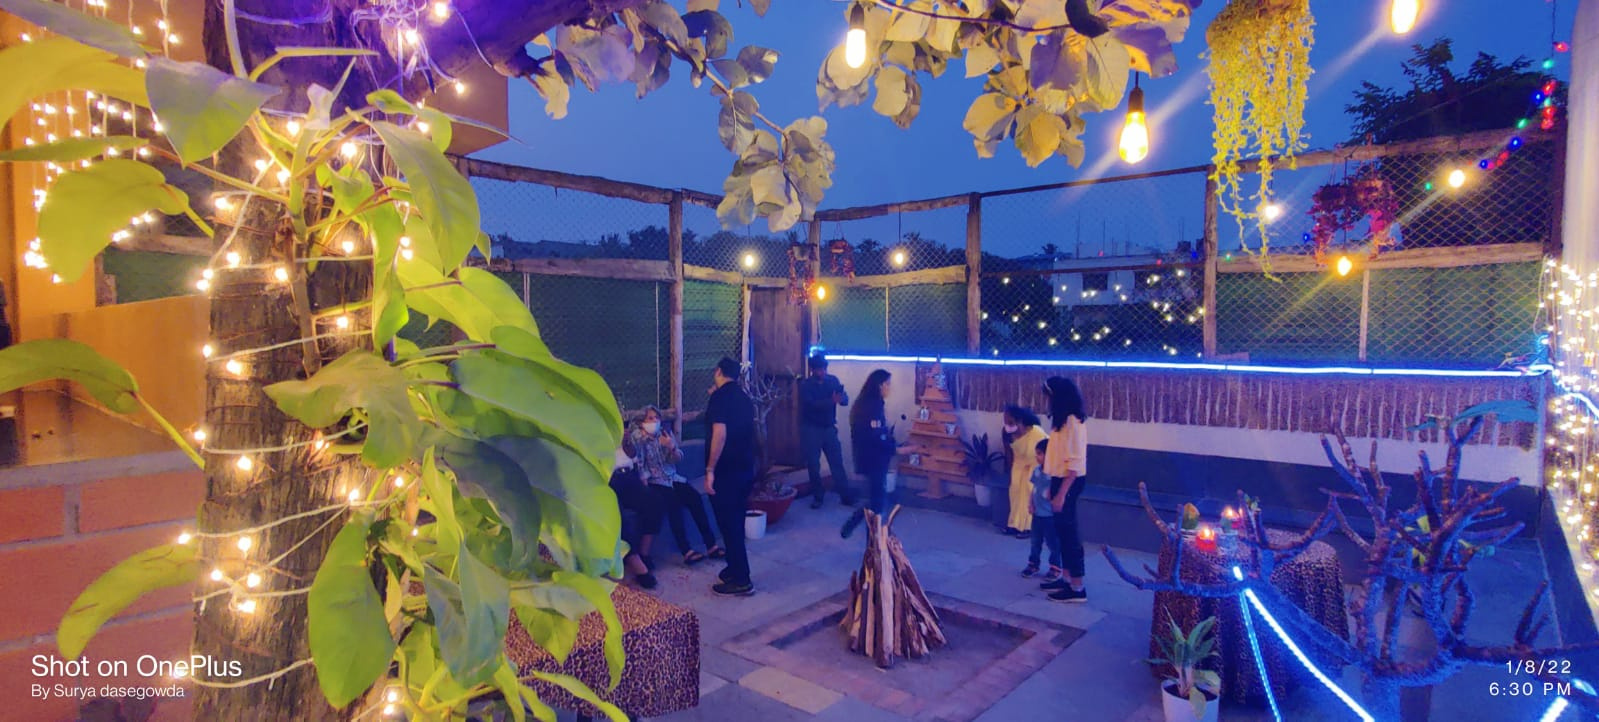 Shot on OnePlus
By Surya dasegowda
1/8/22
6:30 PM